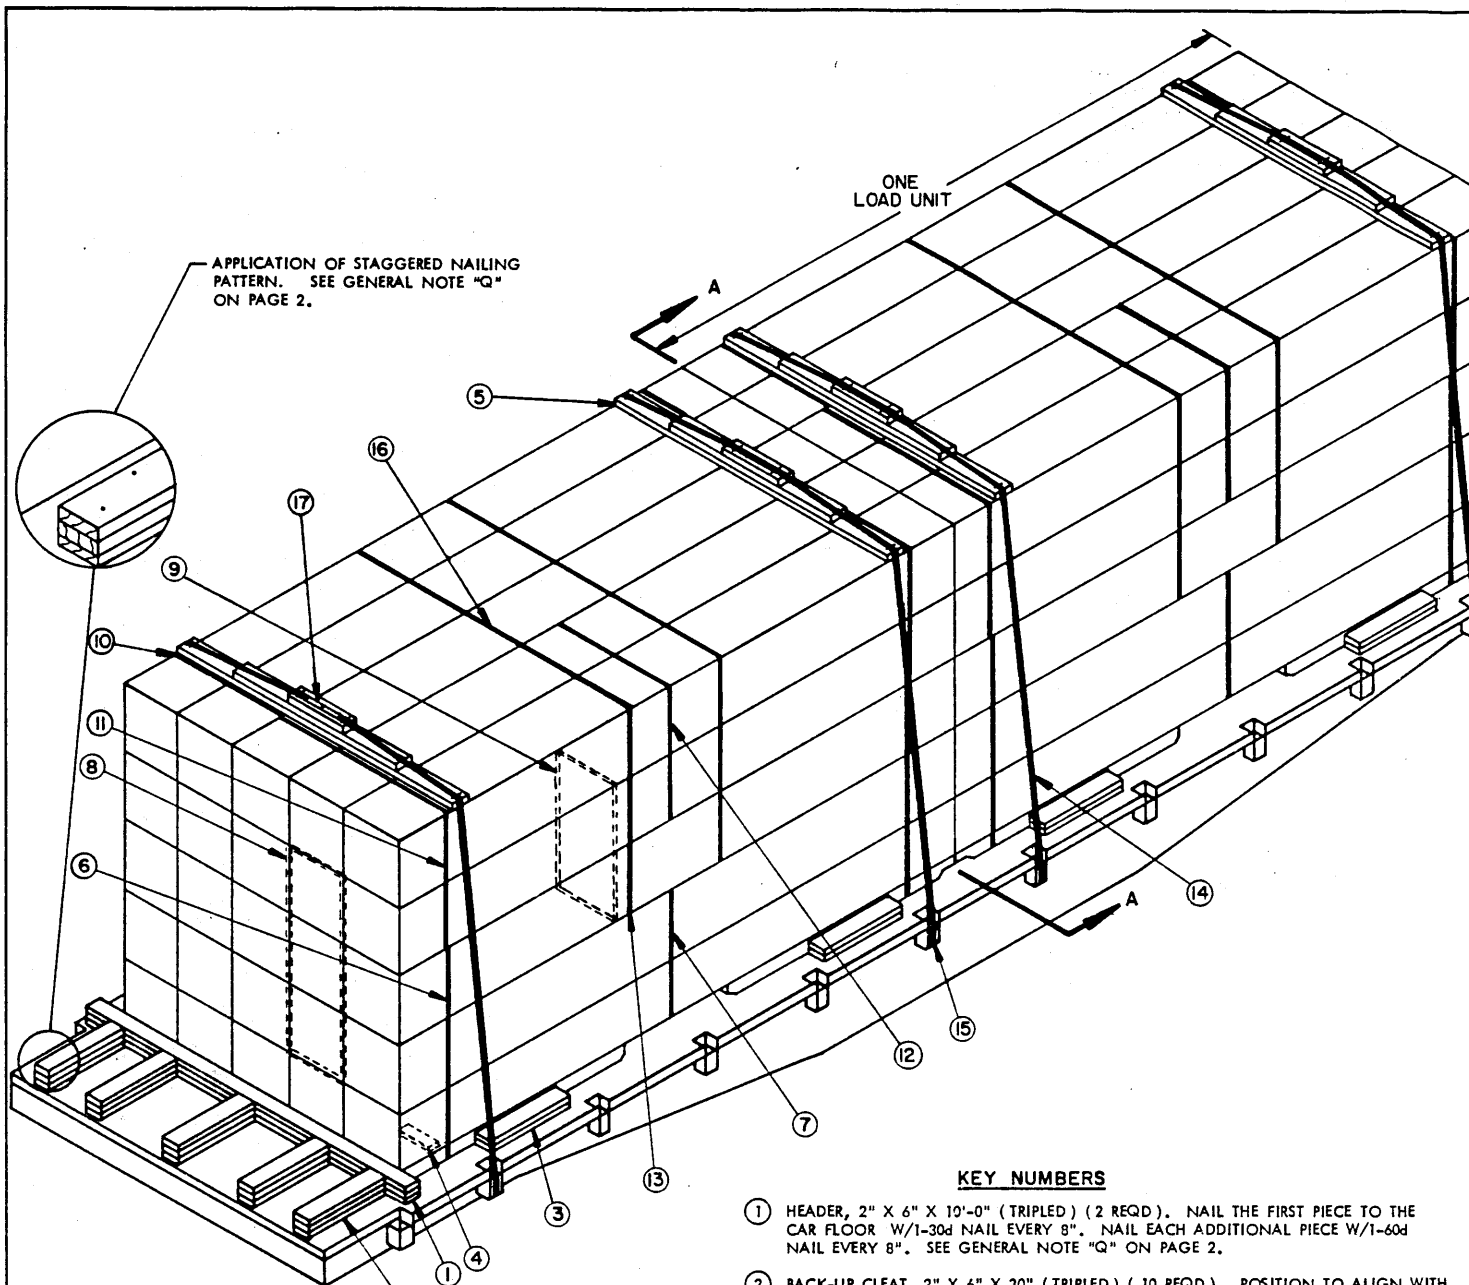 ONE
LOAD UNIT
APPLICATION OF STAGGERED NAILING
PATTERN. SEE GENERAL NOTE "Q"
ON PAGE 2.
A
5
16
17
9
10
11
8
6
14
A
15
12
7
13
3
4
1
KEY NUMBERS
1 HEADER, 2" X 6" X 10'-0" (TRIPLED) (2 REQD). NAIL THE FIRST PIECE TO THE
CAR FLOOR W/1-30d NAIL EVERY 8". NAIL EACH ADDITIONAL PIECE W/1-60d
NAIL EVERY 8". SEE GENERAL NOTE "Q" ON PAGE 2.
2 BACK-UP CLEAT, 2" X 6" X 20" (TRIPLED) (10 REQD). POSITION TO ALIGN WITH